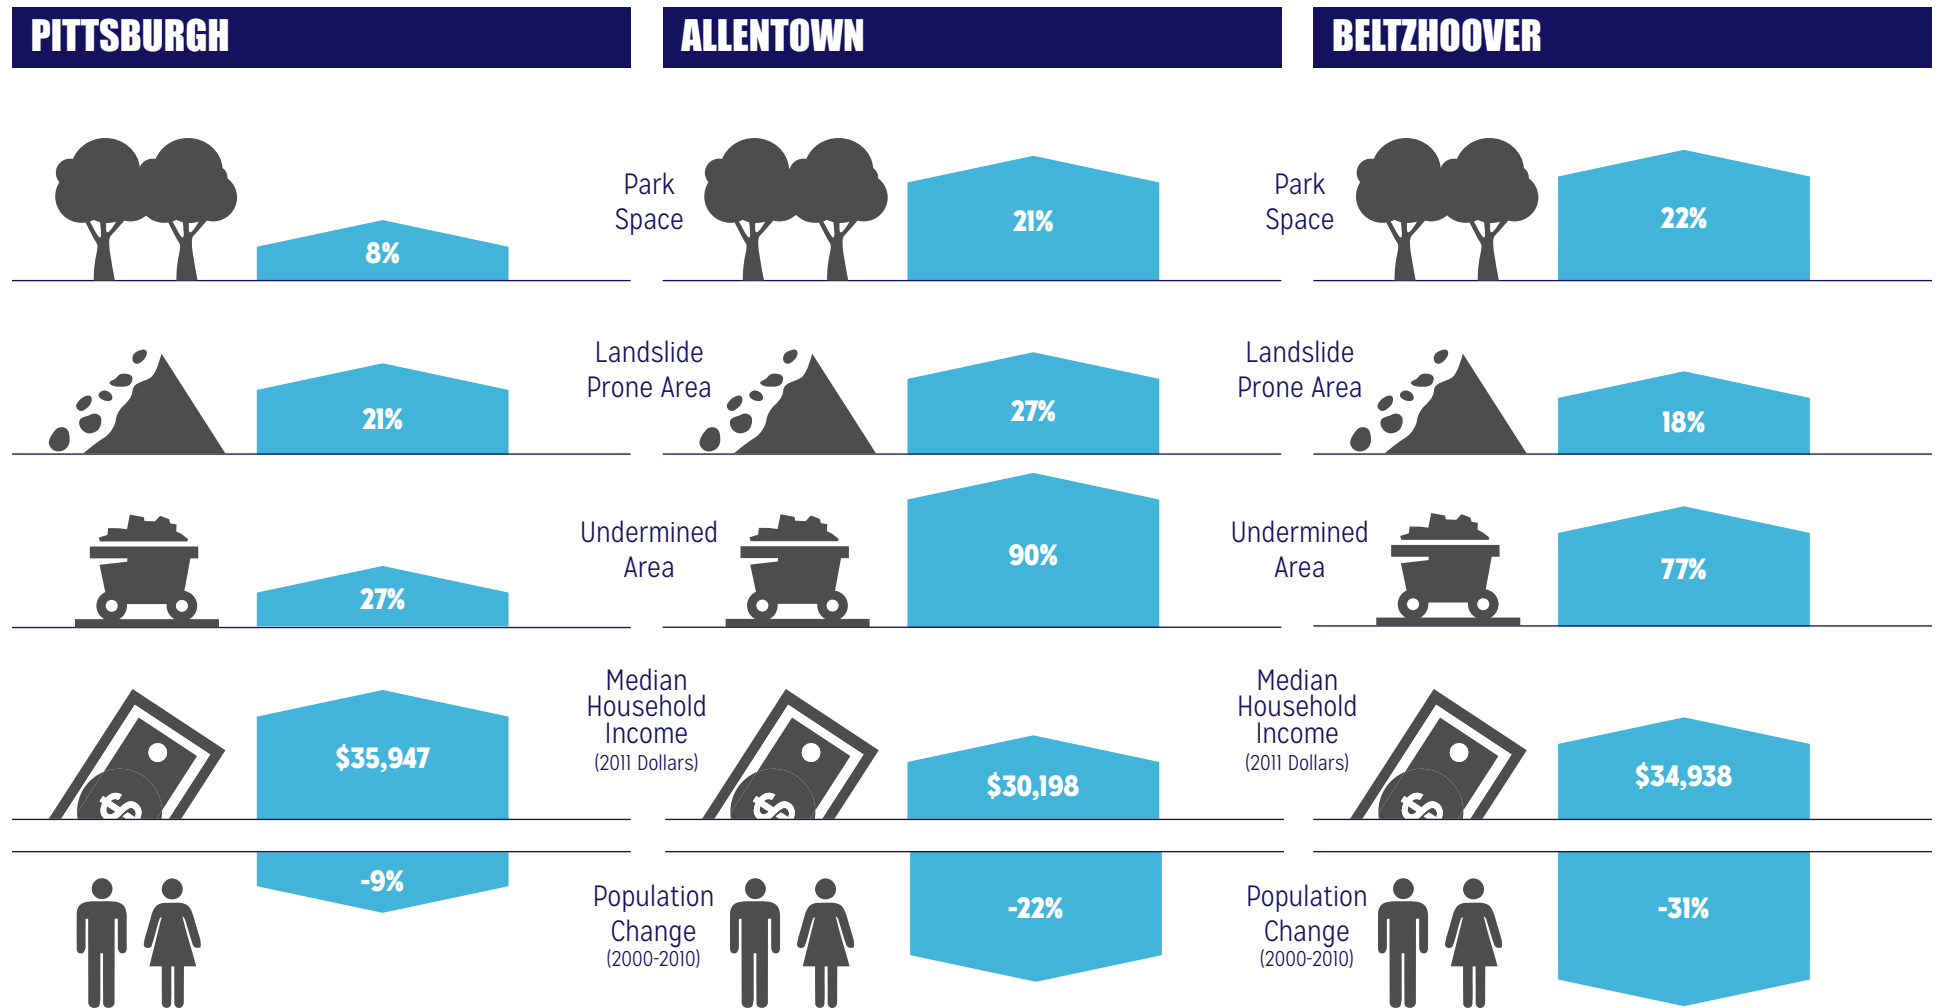 PITTSBURGH
8%
21%
27%
$35,947
-9%
ALLENTOWN
Park
Space
21%
Landslide
Prone Area
27%
Undermined
Area
90%
Median
Household
Income
(2011 Dollars)
$30,198
Population
Change
(2000-2010)
-22%
BELTZHOOVER
Park
Space
22%
Landslide
Prone Area
18%
Undermined
Area
77%
Median
Household
Income
(2011 Dollars)
$34,938
Population
Change
(2000-2010)
-31%